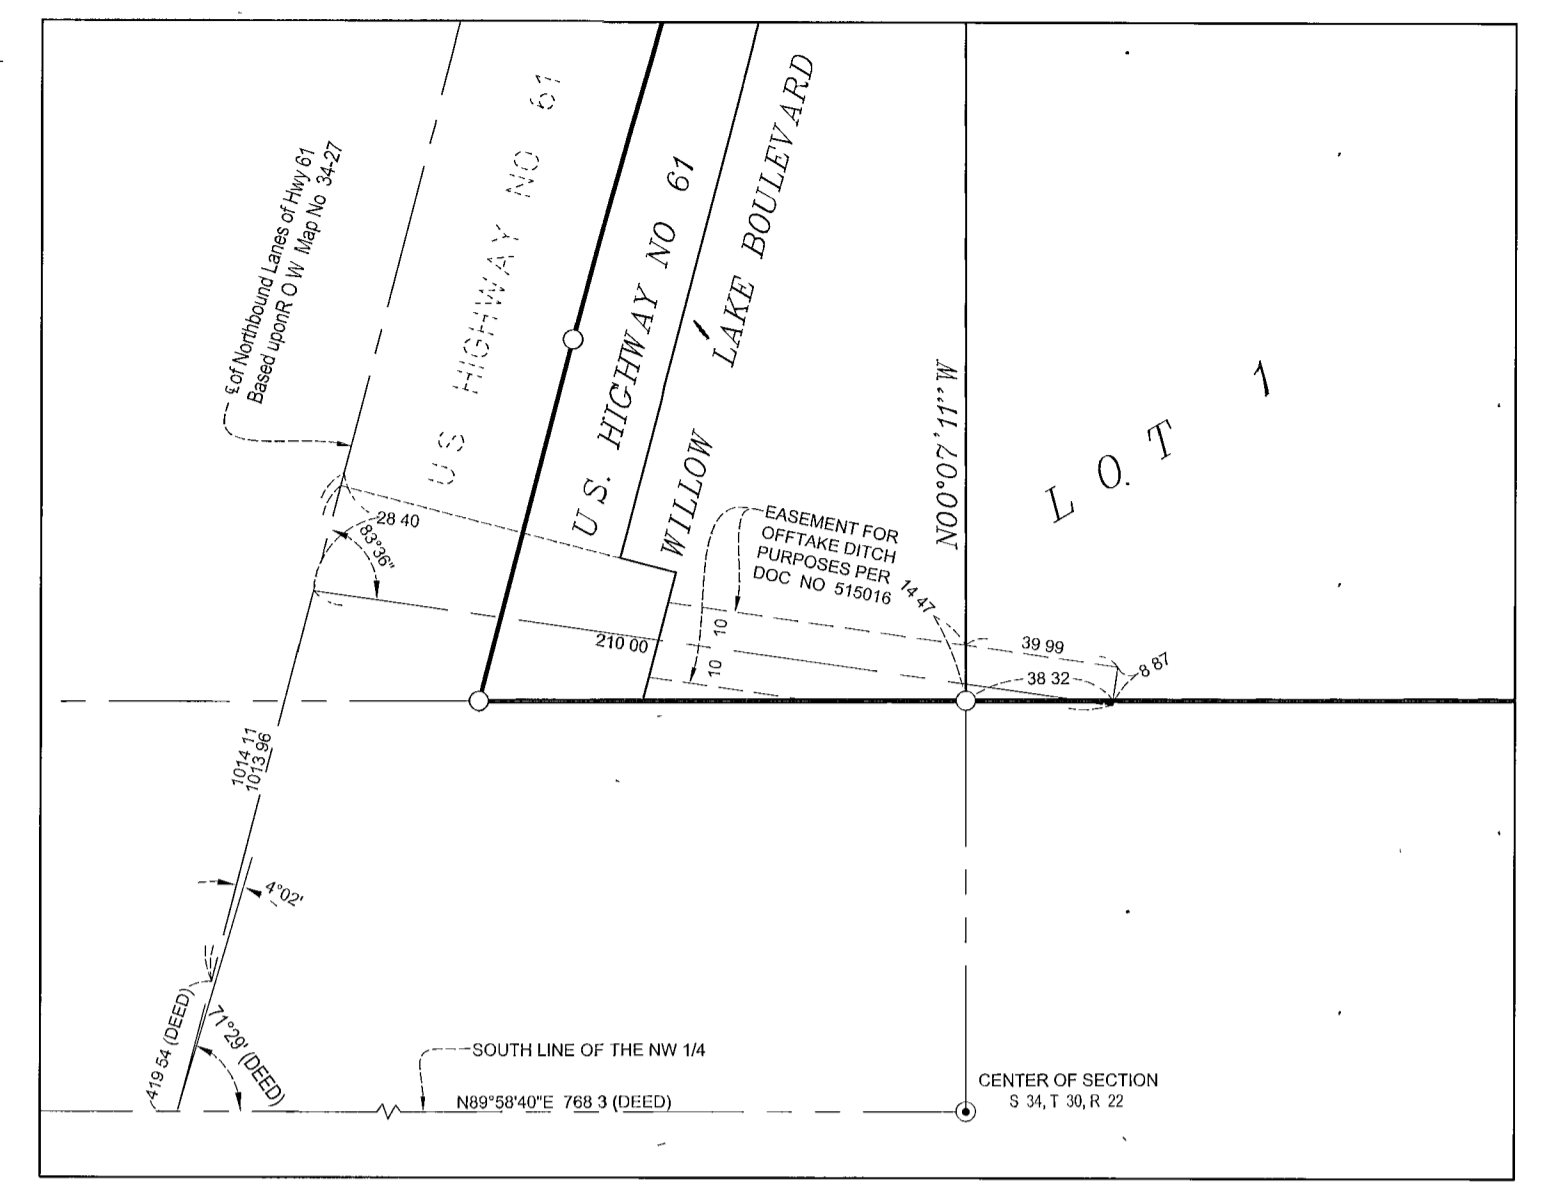 US HIGHWAY NO 61
U S. HIGHWAY NO 61
WILLOW LAKE BOULEVARD
℄ of Northbound Lanes of Hwy 61
Based uponR O W Map No 34-27
N00°07'11"W
LOT 1
28 40
83°36"
EASEMENT FOR
OFFTAKE DITCH
PURPOSES PER
DOC NO 515016
14 47
210 00
10
10
39 99
38 32
8 87
1014 11
1013 96
4°02'
419 54 (DEED)
71°29' (DEED)
SOUTH LINE OF THE NW 1/4
N89°58'40"E 768 3 (DEED)
CENTER OF SECTION
S 34, T 30, R 22